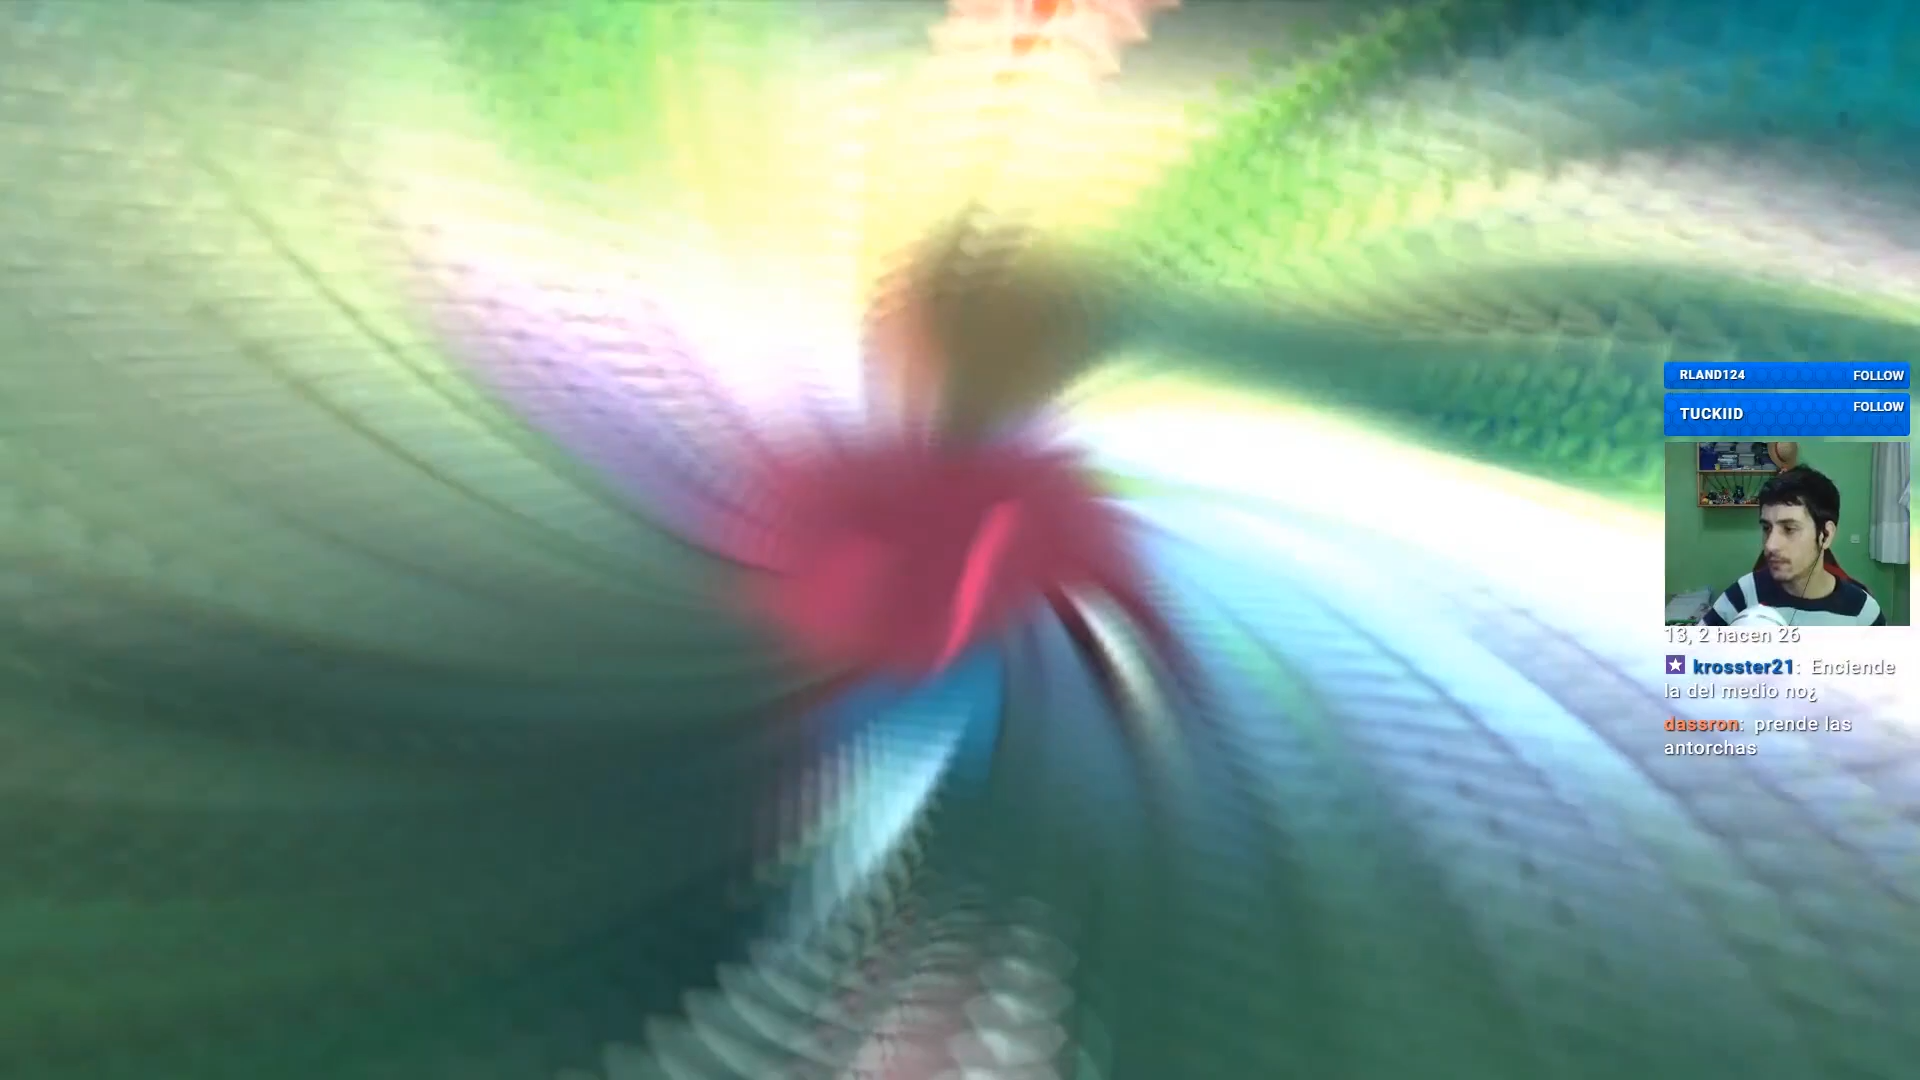 RLAND124 FOLLOW
TUCKIID FOLLOW
13, 2 hacen 26
krosster21: Enciende
la del medio no¿
dassron: prende las
antorchas